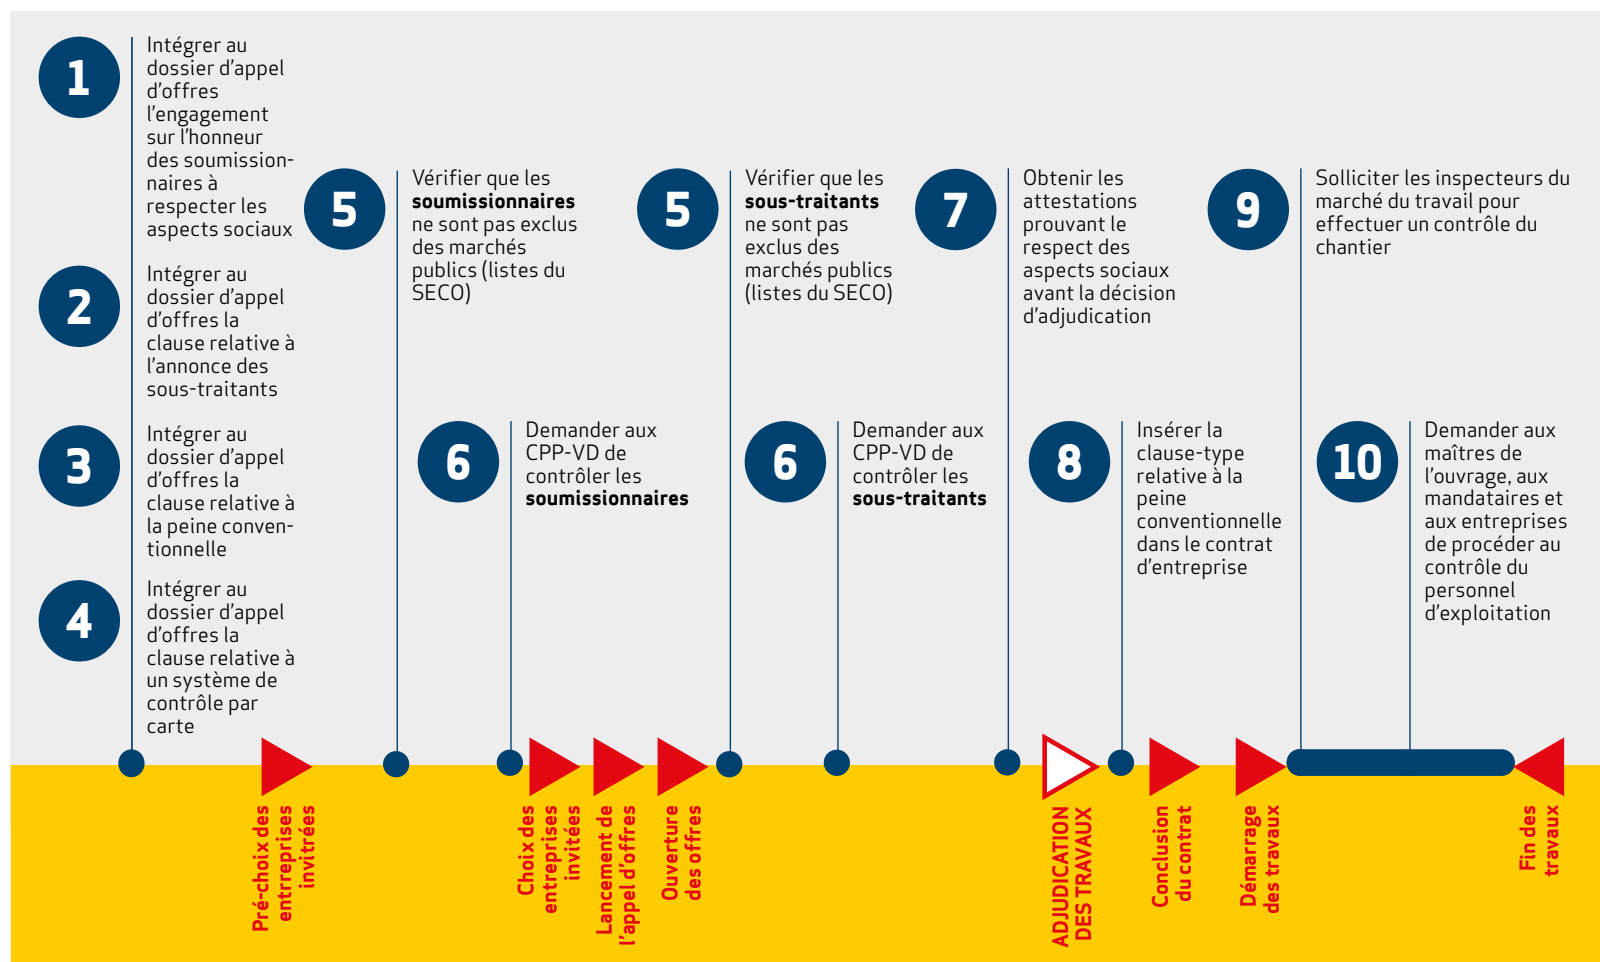 1
Intégrer au
dossier d'appel
d'offres
l'engagement
sur l'honneur
des soumission-
naires à
respecter les
aspects sociaux
2
Intégrer au
dossier d'appel
d'offres la
clause relative à
l'annonce des
sous-traitants
3
Intégrer au
dossier d'appel
d'offres la
clause relative à
la peine conven-
tionnelle
4
Intégrer au
dossier d'appel
d'offres la
clause relative à
un système de
contrôle par
carte
5
Vérifier que les
soumissionnaires
ne sont pas exclus
des marchés
publics (listes du
SECO)
6
Demander aux
CPP-VD de
contrôler les
soumissionnaires
5
Vérifier que les
sous-traitants
ne sont pas
exclus des
marchés publics
(listes du SECO)
6
Demander aux
CPP-VD de
contrôler les
sous-traitants
7
Obtenir les
attestations
prouvant le
respect des
aspects sociaux
avant la décision
d'adjudication
8
Insérer la
clause-type
relative à la
peine
conventionnelle
dans le contrat
d'entreprise
9
Solliciter les inspecteurs du
marché du travail pour
effectuer un contrôle du
chantier
10
Demander aux
maîtres de
l'ouvrage, aux
mandataires et
aux entreprises
de procéder au
contrôle du
personnel
d'exploitation
Pré-choix des
entrreprises
invitrées
Choix des
entreprises
invitées
Lancement de
l'appel d'offres
Ouverture
des offres
ADJUDICATION
DES TRAVAUX
Conclusion
du contrat
Démarrage
des travaux
Fin des
travaux